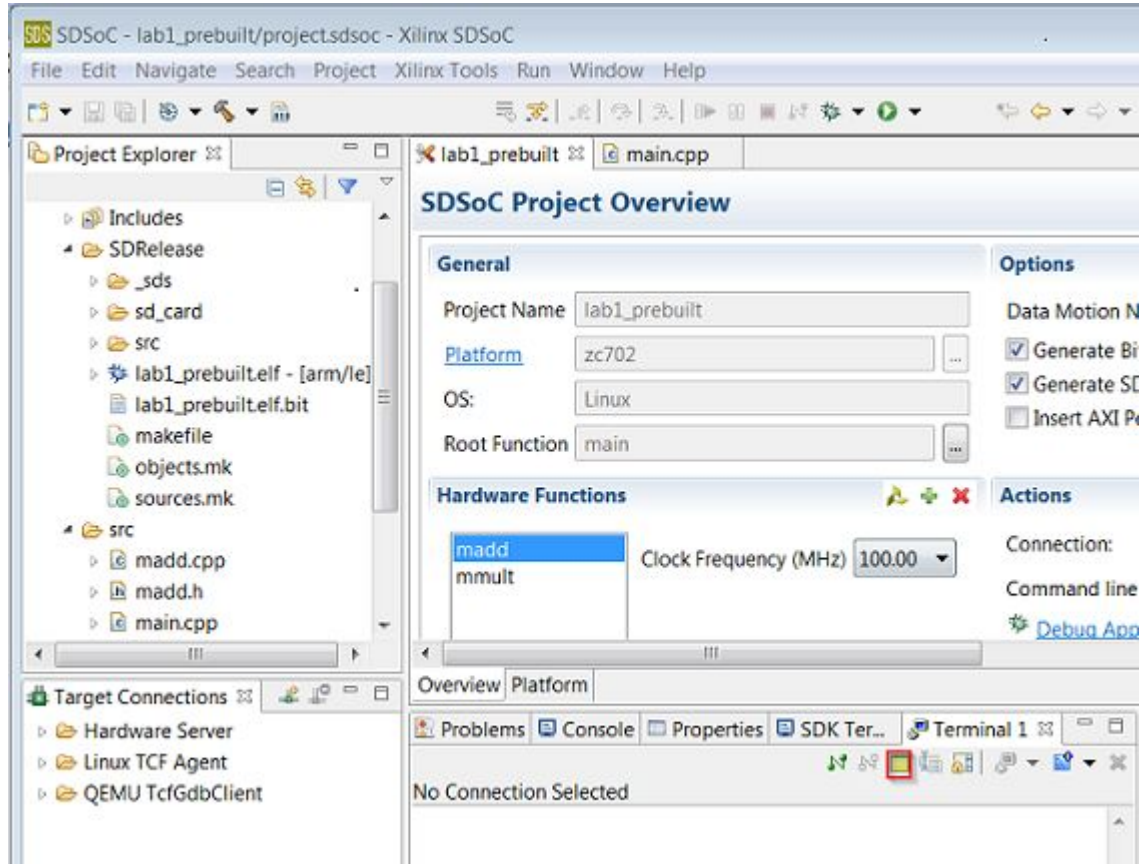 SDS SDSoC - lab1_prebuilt/project.sdsoc - Xilinx SDSoC
File Edit Navigate Search Project Xilinx Tools Run Window Help
Project Explorer
Includes
SDRelease
_sds
sd_card
src
lab1_prebuilt.elf - [arm/le]
lab1_prebuilt.elf.bit
makefile
objects.mk
sources.mk
src
madd.cpp
madd.h
main.cpp
Target Connections
Hardware Server
Linux TCF Agent
QEMU TcfGdbClient
lab1_prebuilt main.cpp
SDSoC Project Overview
General
Project Name lab1_prebuilt
Platform zc702 ...
OS: Linux
Root Function main ...
Hardware Functions
madd
mmult
Clock Frequency (MHz) 100.00
Options
Data Motion N
Generate Bi
Generate SD
Insert AXI Pe
Actions
Connection:
Command line
Debug App
Overview Platform
Problems Console Properties SDK Ter... Terminal 1
No Connection Selected